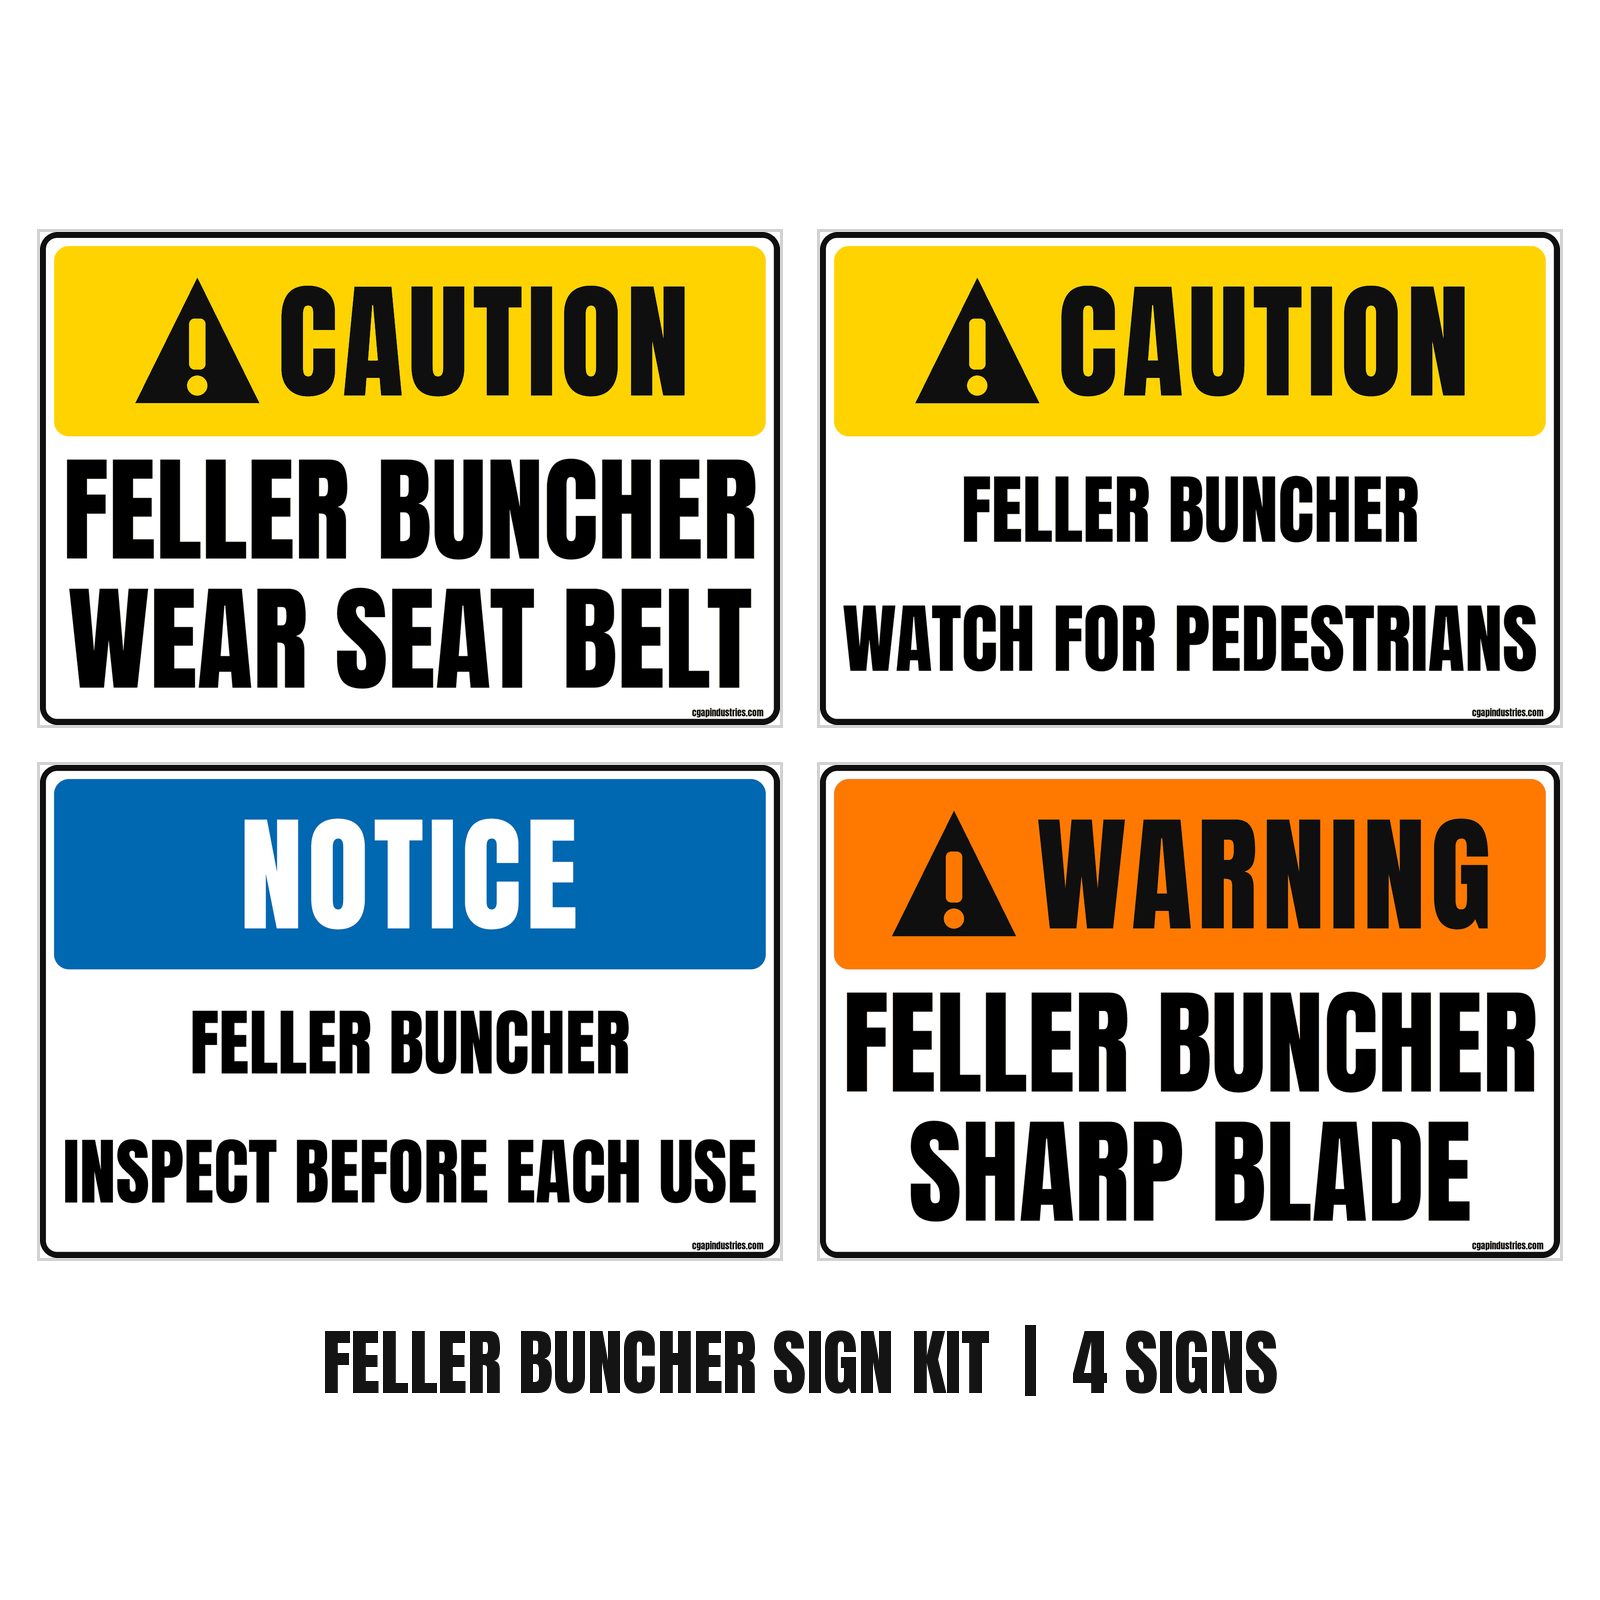 CAUTION
FELLER BUNCHER
WEAR SEAT BELT
cgapindustries.com
CAUTION
FELLER BUNCHER
WATCH FOR PEDESTRIANS
cgapindustries.com
NOTICE
FELLER BUNCHER
INSPECT BEFORE EACH USE
cgapindustries.com
WARNING
FELLER BUNCHER
SHARP BLADE
cgapindustries.com
FELLER BUNCHER SIGN KIT | 4 SIGNS